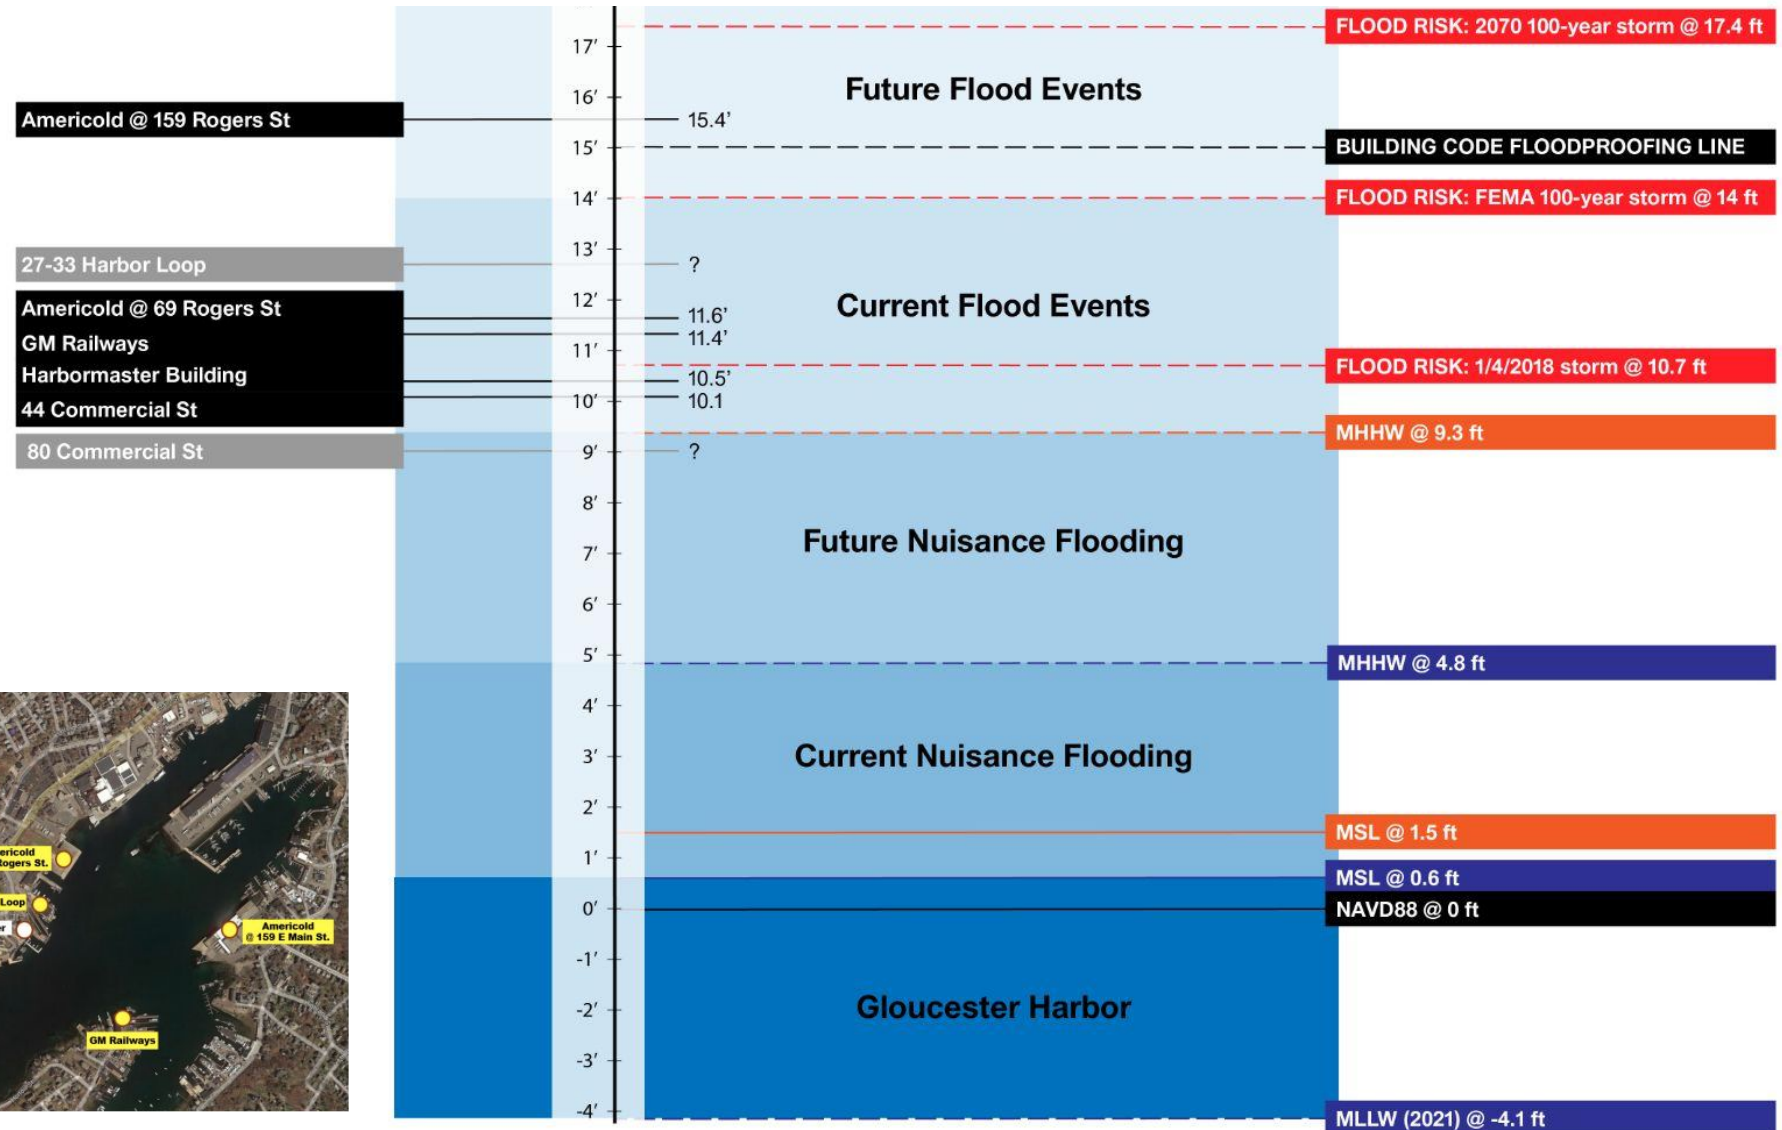 17'
16'
15'
14'
13'
12'
11'
10'
9'
8'
7'
6'
5'
4'
3'
2'
1'
0'
-1'
-2'
-3'
-4'
Americold @ 159 Rogers St
27-33 Harbor Loop
Americold @ 69 Rogers St
GM Railways
Harbormaster Building
44 Commercial St
80 Commercial St
15.4'
?
11.6'
11.4'
10.5'
10.1
?
Future Flood Events
Current Flood Events
Future Nuisance Flooding
Current Nuisance Flooding
Gloucester Harbor
FLOOD RISK: 2070 100-year storm @ 17.4 ft
BUILDING CODE FLOODPROOFING LINE
FLOOD RISK: FEMA 100-year storm @ 14 ft
FLOOD RISK: 1/4/2018 storm @ 10.7 ft
MHHW @ 9.3 ft
MHHW @ 4.8 ft
MSL @ 1.5 ft
MSL @ 0.6 ft
NAVD88 @ 0 ft
MLLW (2021) @ -4.1 ft
ericold
Rogers St.
Loop
er
Americold
@ 159 E Main St.
GM Railways